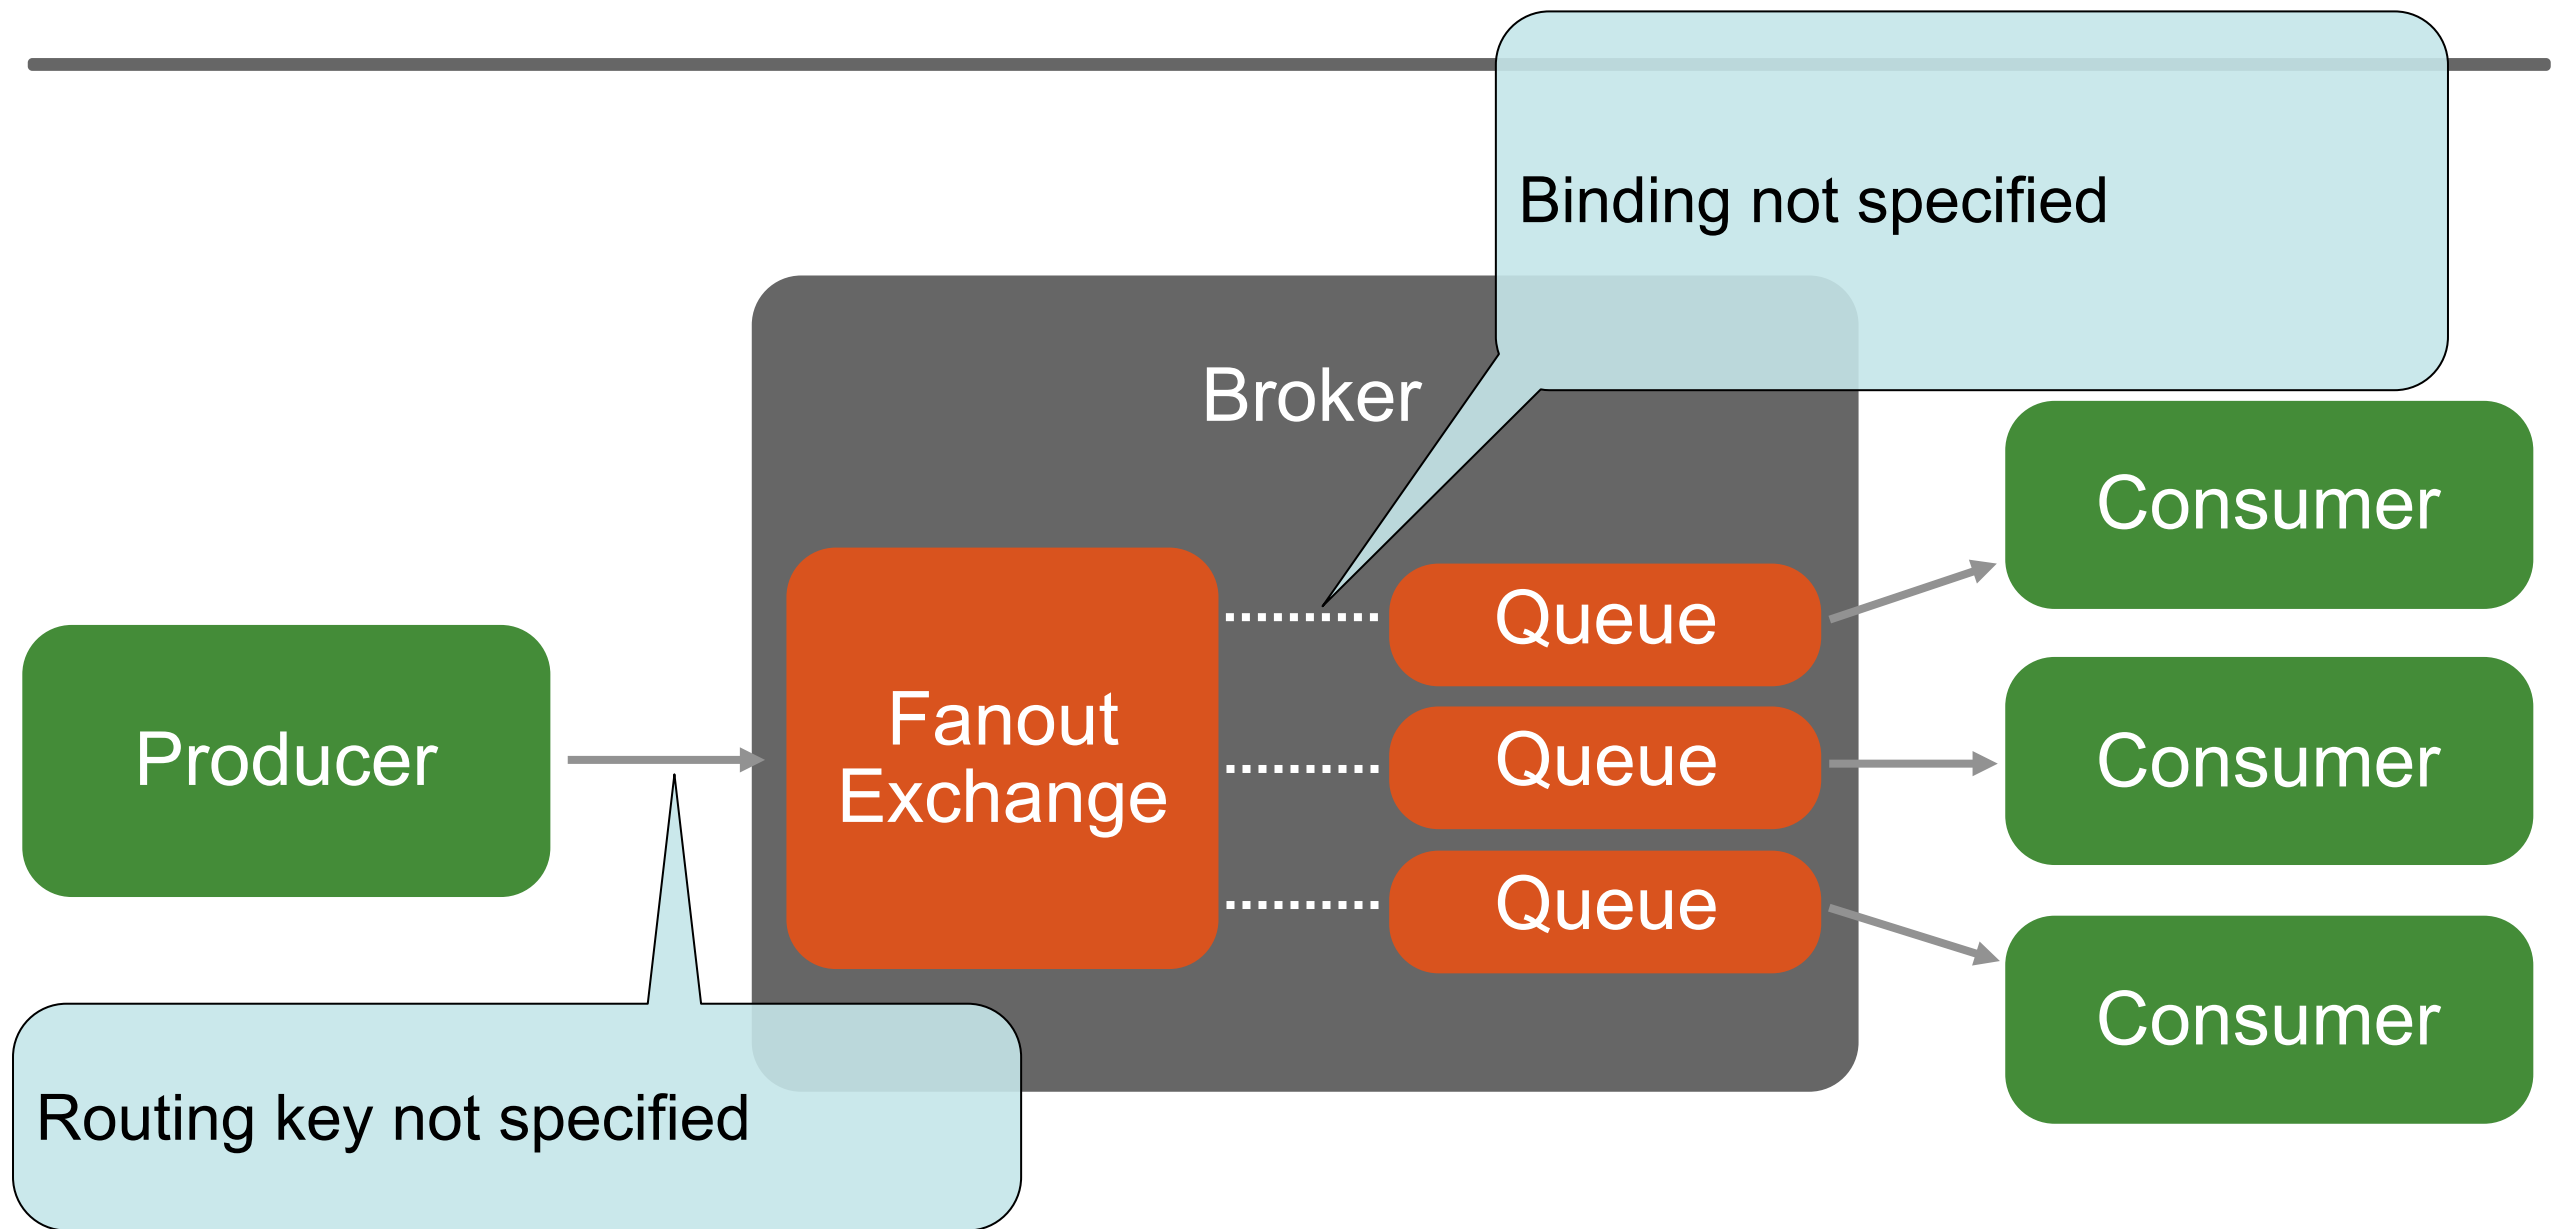 Binding not specified
Broker
Consumer
Queue
Fanout
Exchange
Producer
Queue
Consumer
Queue
Consumer
Routing key not specified